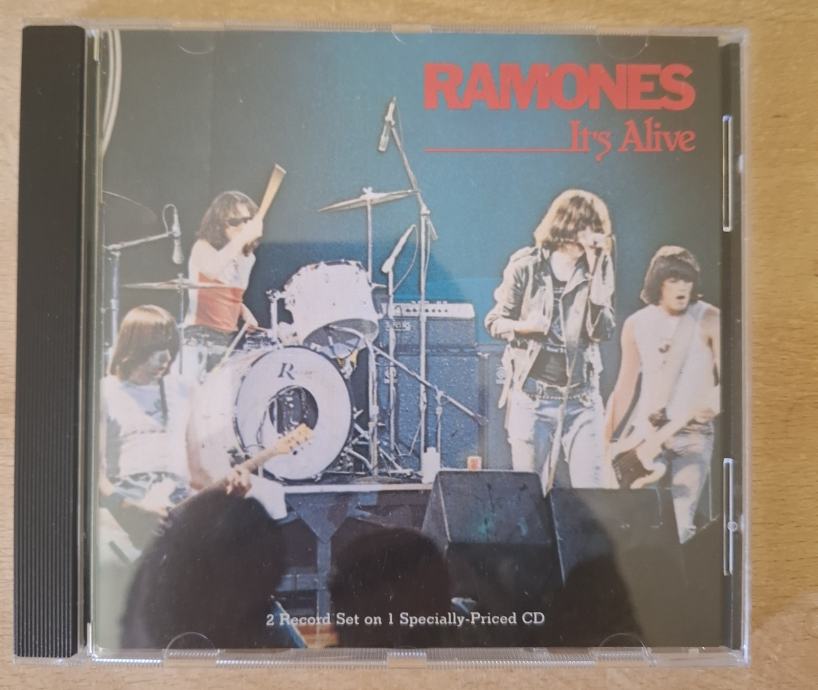 RAMONES
It's Alive
R
2 Record Set on 1 Specially-Priced CD